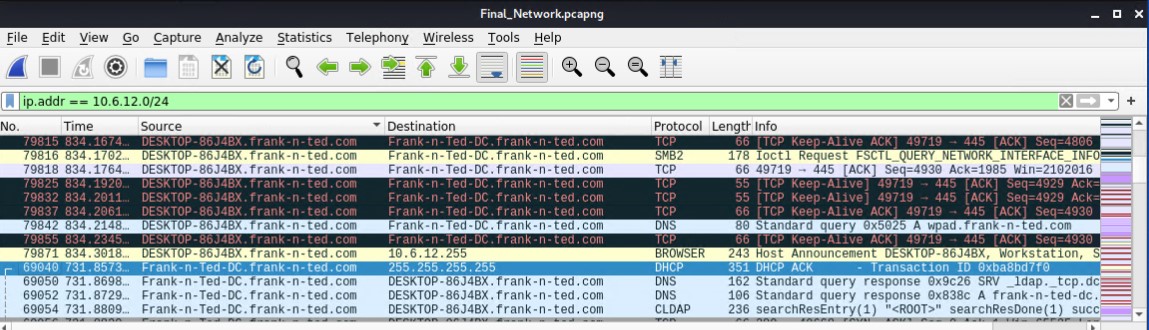 Final_Network.pcapng
File Edit View Go Capture Analyze Statistics Telephony Wireless Tools Help
ip.addr == 10.6.12.0/24
No. Time Source Destination Protocol Length Info
79815 834.1674… DESKTOP-86J4BX.frank-n-ted.com Frank-n-Ted-DC.frank-n-ted.com TCP 66 [TCP Keep-Alive ACK] 49719 → 445 [ACK] Seq=4806
79816 834.1702… DESKTOP-86J4BX.frank-n-ted.com Frank-n-Ted-DC.frank-n-ted.com SMB2 178 Ioctl Request FSCTL_QUERY_NETWORK_INTERFACE_INFO
79818 834.1764… DESKTOP-86J4BX.frank-n-ted.com Frank-n-Ted-DC.frank-n-ted.com TCP 66 49719 → 445 [ACK] Seq=4930 Ack=1985 Win=2102016
79825 834.1920… DESKTOP-86J4BX.frank-n-ted.com Frank-n-Ted-DC.frank-n-ted.com TCP 55 [TCP Keep-Alive] 49719 → 445 [ACK] Seq=4929 Ack=
79832 834.2011… DESKTOP-86J4BX.frank-n-ted.com Frank-n-Ted-DC.frank-n-ted.com TCP 55 [TCP Keep-Alive] 49719 → 445 [ACK] Seq=4929 Ack=
79837 834.2061… DESKTOP-86J4BX.frank-n-ted.com Frank-n-Ted-DC.frank-n-ted.com TCP 66 [TCP Keep-Alive ACK] 49719 → 445 [ACK] Seq=4930
79842 834.2148… DESKTOP-86J4BX.frank-n-ted.com Frank-n-Ted-DC.frank-n-ted.com DNS 80 Standard query 0x5025 A wpad.frank-n-ted.com
79855 834.2345… DESKTOP-86J4BX.frank-n-ted.com Frank-n-Ted-DC.frank-n-ted.com TCP 66 [TCP Keep-Alive ACK] 49719 → 445 [ACK] Seq=4930
79871 834.3018… DESKTOP-86J4BX.frank-n-ted.com 10.6.12.255 BROWSER 243 Host Announcement DESKTOP-86J4BX, Workstation, S
69040 731.8573… Frank-n-Ted-DC.frank-n-ted.com 255.255.255.255 DHCP 351 DHCP ACK - Transaction ID 0xba8bd7f0
69050 731.8698… Frank-n-Ted-DC.frank-n-ted.com DESKTOP-86J4BX.frank-n-ted.com DNS 162 Standard query response 0x9c26 SRV _ldap._tcp.dc
69052 731.8729… Frank-n-Ted-DC.frank-n-ted.com DESKTOP-86J4BX.frank-n-ted.com DNS 106 Standard query response 0x838c A frank-n-ted-dc.
69054 731.8809… Frank-n-Ted-DC.frank-n-ted.com DESKTOP-86J4BX.frank-n-ted.com CLDAP 236 searchResEntry(1) "<ROOT>" searchResDone(1) succ